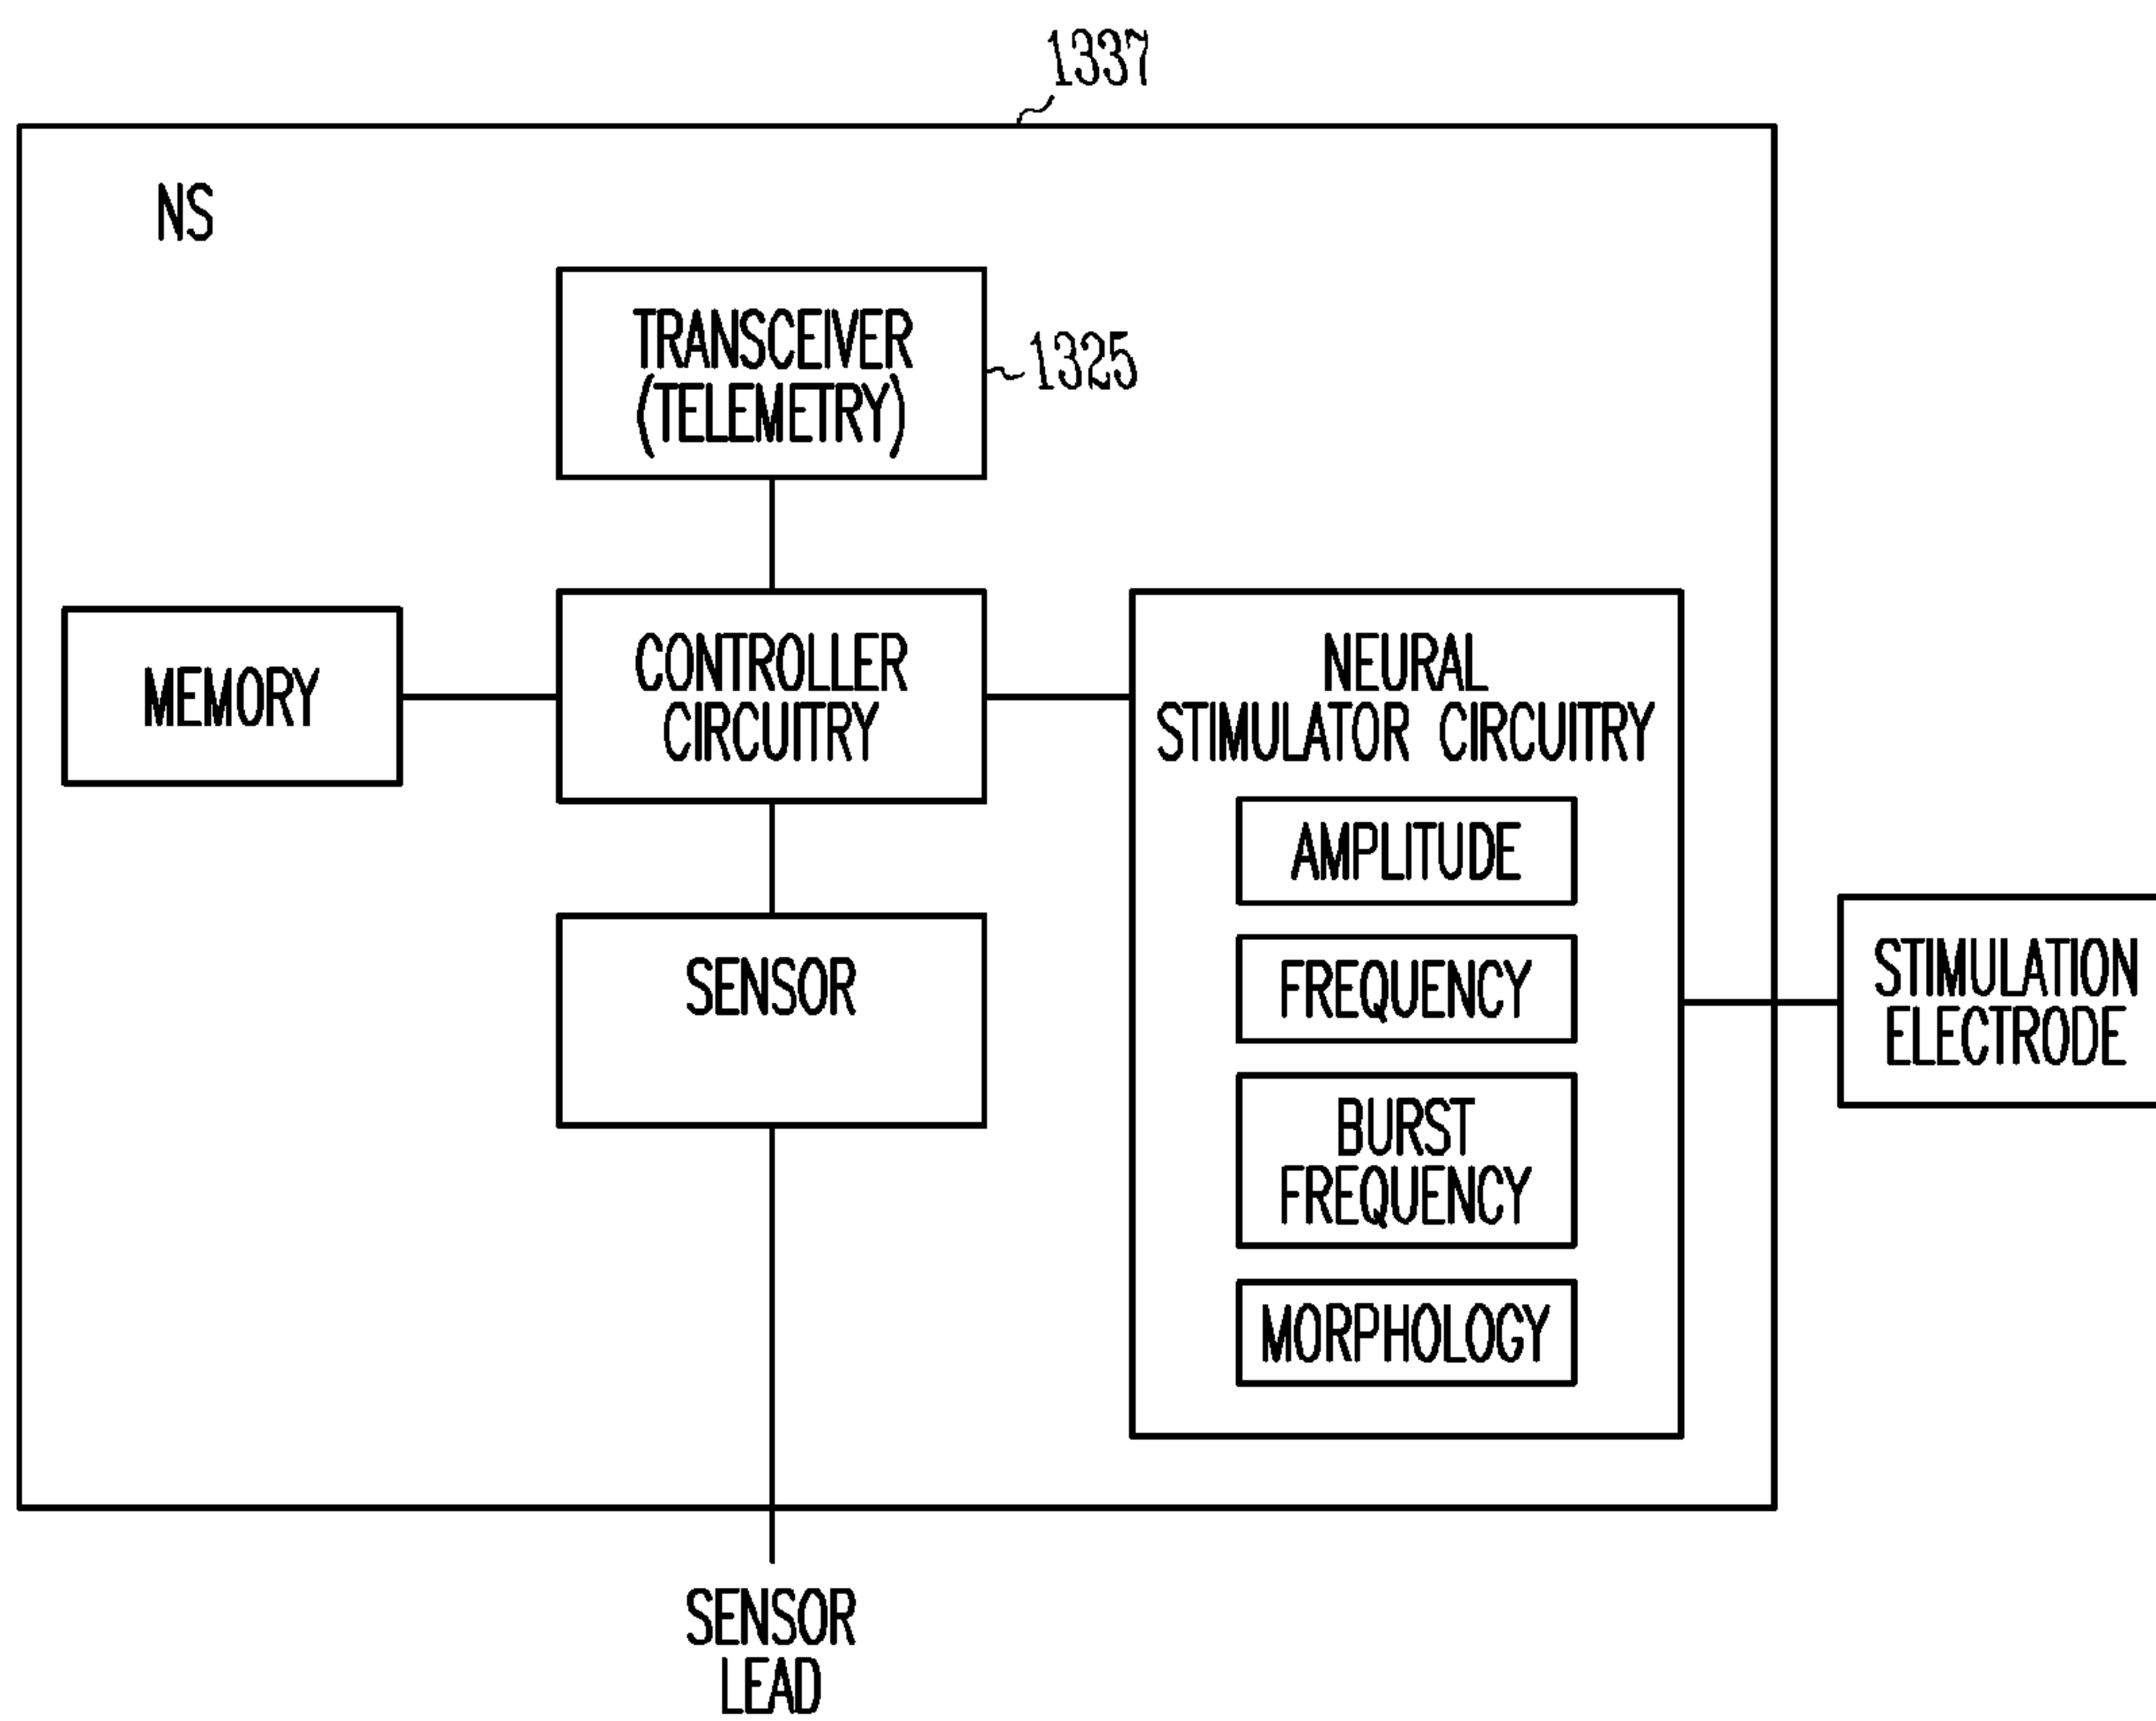 1337
NS
TRANSCEIVER
(TELEMETRY)
1325
MEMORY
CONTROLLER
CIRCUITRY
NEURAL
STIMULATOR CIRCUITRY
AMPLITUDE
FREQUENCY
BURST
FREQUENCY
MORPHOLOGY
SENSOR
STIMULATION
ELECTRODE
SENSOR
LEAD